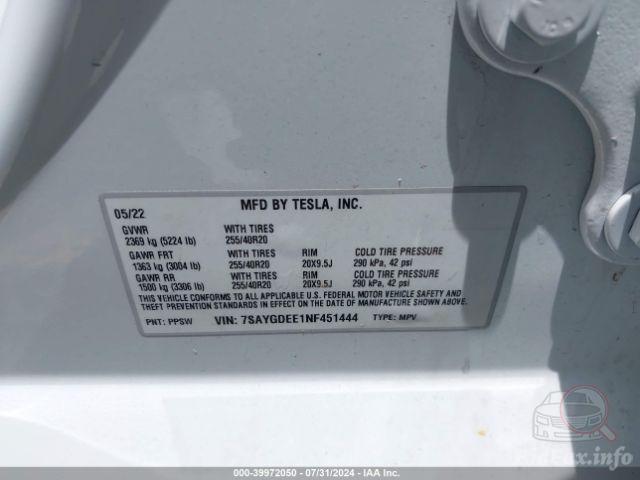 05/22 MFD BY TESLA, INC.
GVWR WITH TIRES
2369 kg (5224 lb) 255/40R20
GAWR FRT WITH TIRES RIM COLD TIRE PRESSURE
1363 kg (3004 lb) 255/40R20 20X9.5J 290 kPa, 42 psi
GAWR RR WITH TIRES RIM COLD TIRE PRESSURE
1500 kg (3306 lb) 255/40R20 20X9.5J 290 kPa, 42 psi
THIS VEHICLE CONFORMS TO ALL APPLICABLE U.S. FEDERAL MOTOR VEHICLE SAFETY AND
THEFT PREVENTION STANDARDS IN EFFECT ON THE DATE OF MANUFACTURE SHOWN ABOVE.
PNT: PPSW VIN: 7SAYGDEE1NF451444 TYPE: MPV
BidFax.info
000-39972050 - 07/31/2024 - IAA Inc.